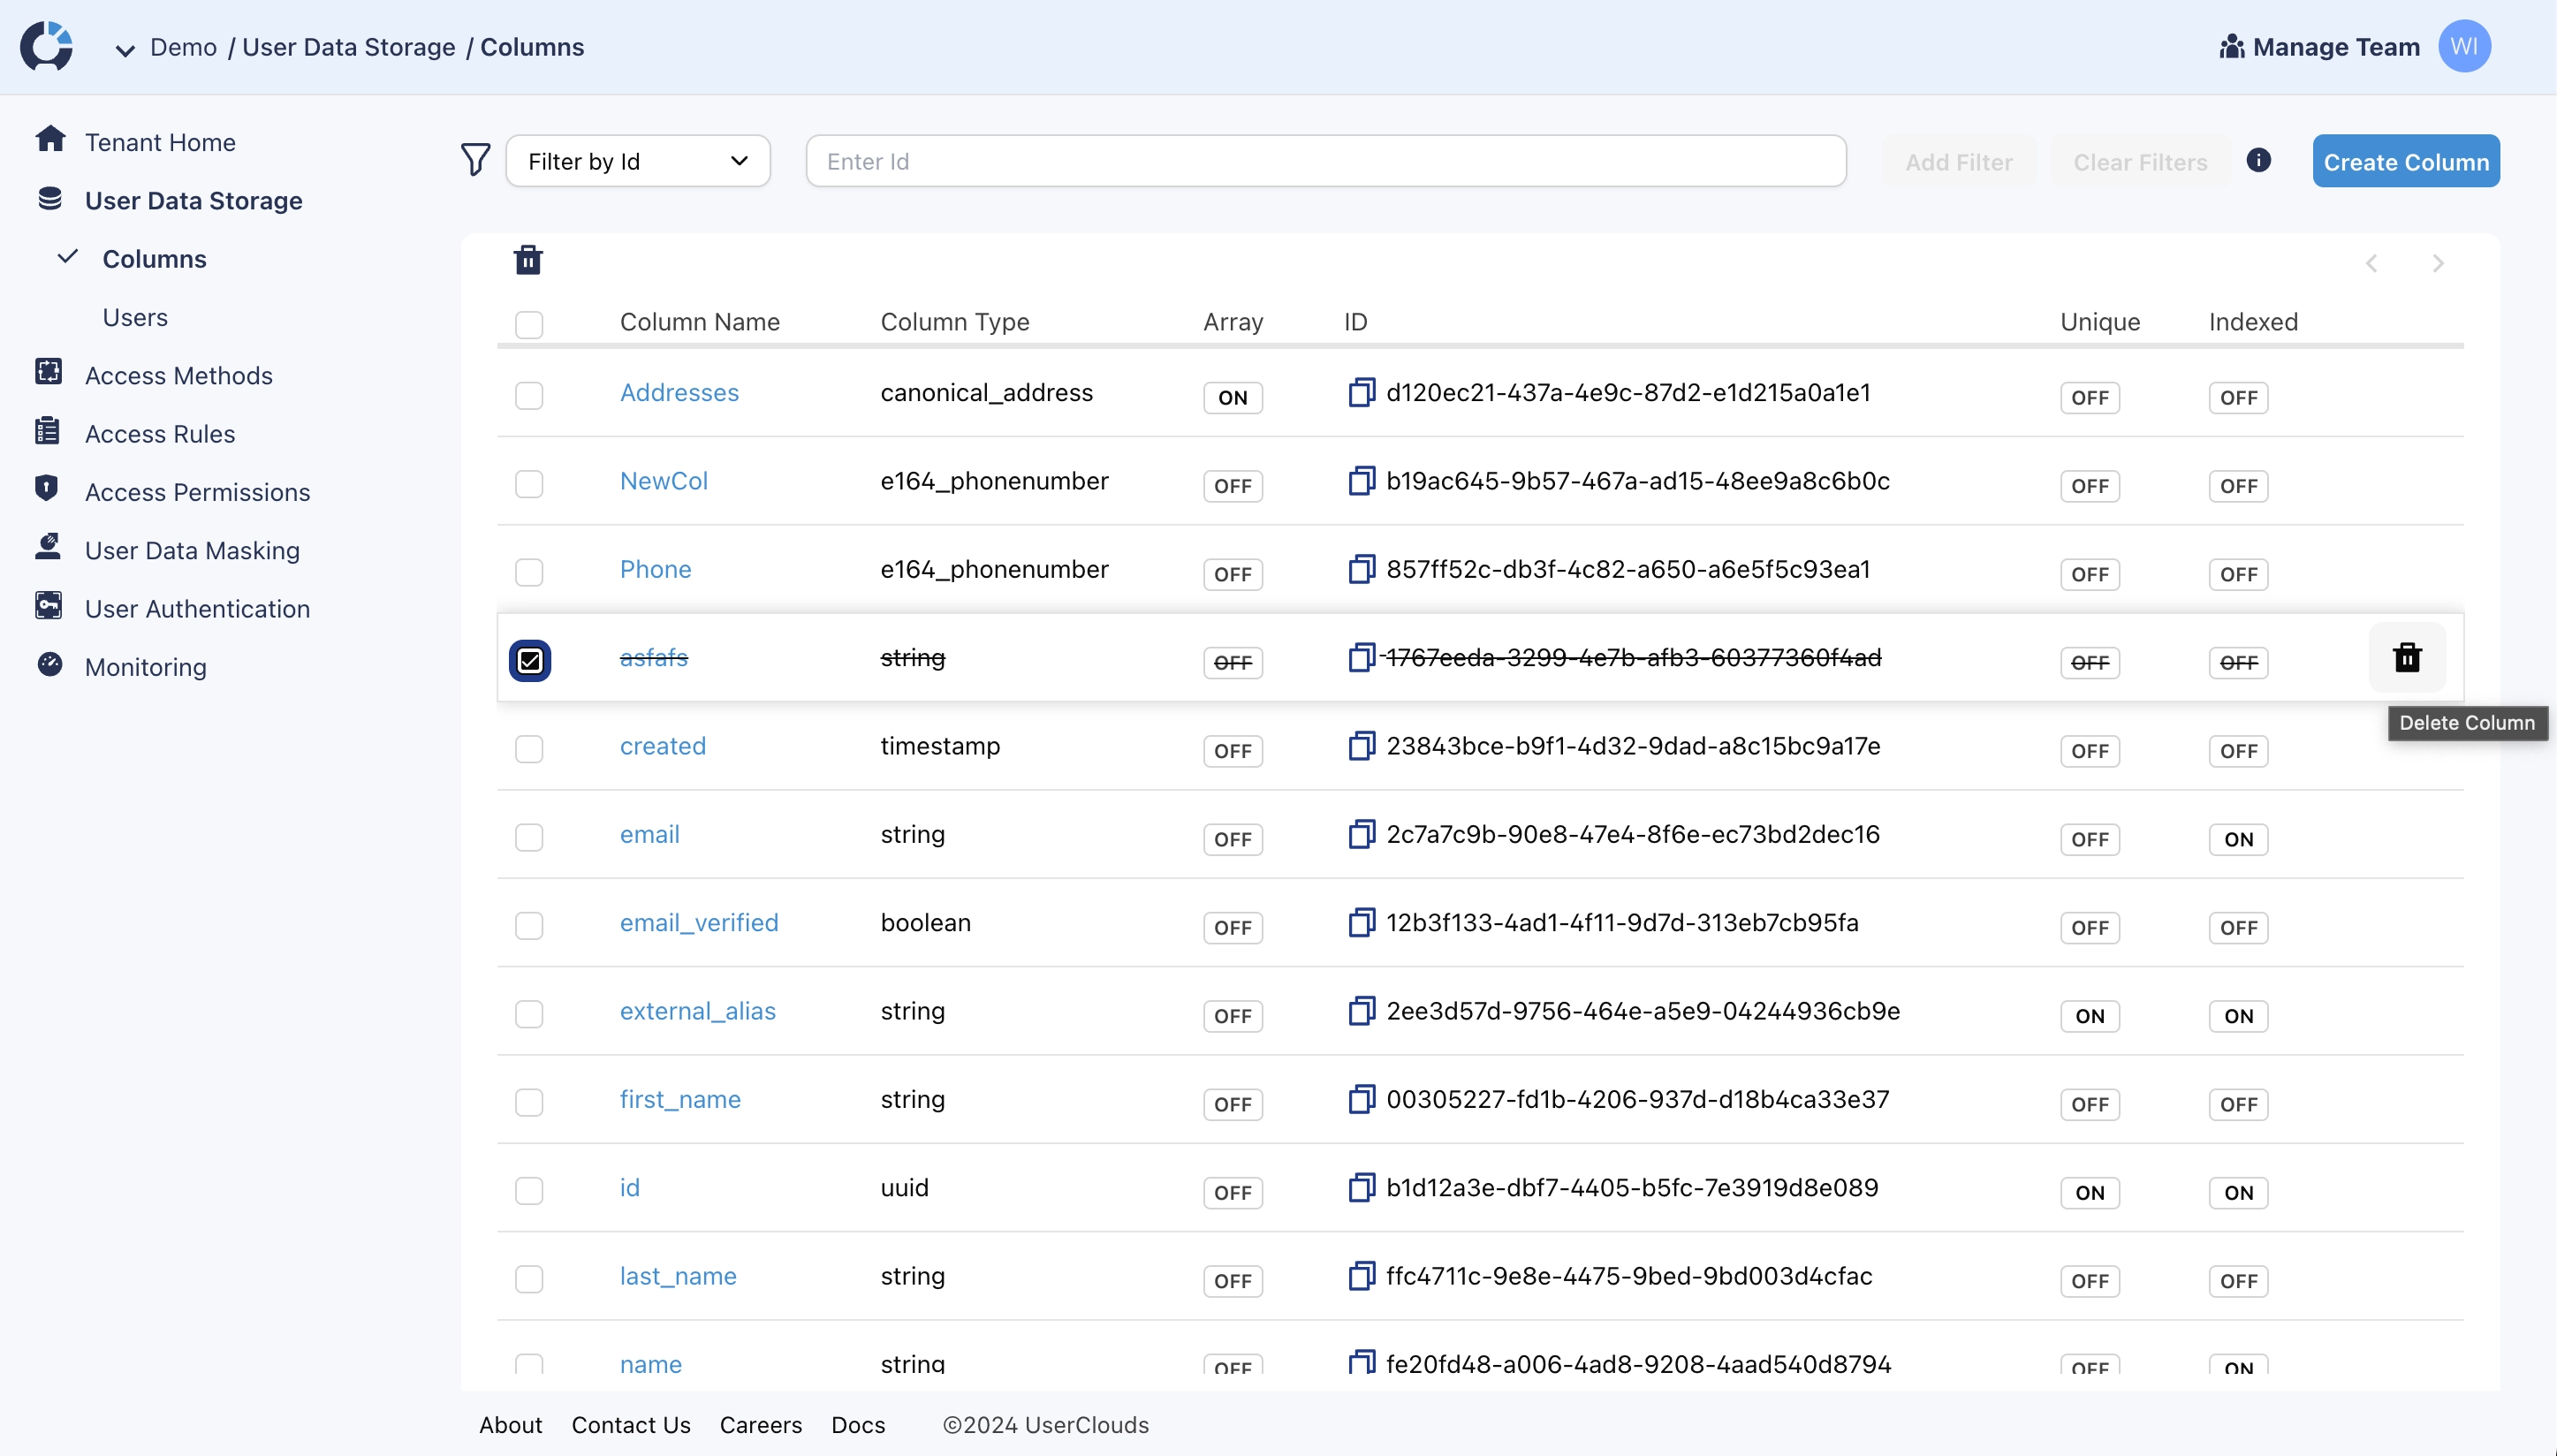 Demo / User Data Storage / Columns
Manage Team WI
Tenant Home
User Data Storage
Columns
Users
Access Methods
Access Rules
Access Permissions
User Data Masking
User Authentication
Monitoring
Filter by Id Enter Id Add Filter Clear Filters Create Column
Column Name Column Type Array ID Unique Indexed
Addresses canonical_address ON d120ec21-437a-4e9c-87d2-e1d215a0a1e1 OFF OFF
NewCol e164_phonenumber OFF b19ac645-9b57-467a-ad15-48ee9a8c6b0c OFF OFF
Phone e164_phonenumber OFF 857ff52c-db3f-4c82-a650-a6e5f5c93ea1 OFF OFF
asfafs string OFF 1767eeda-3299-4e7b-afb3-60377360f4ad OFF OFF
Delete Column
created timestamp OFF 23843bce-b9f1-4d32-9dad-a8c15bc9a17e OFF OFF
email string OFF 2c7a7c9b-90e8-47e4-8f6e-ec73bd2dec16 OFF ON
email_verified boolean OFF 12b3f133-4ad1-4f11-9d7d-313eb7cb95fa OFF OFF
external_alias string OFF 2ee3d57d-9756-464e-a5e9-04244936cb9e ON ON
first_name string OFF 00305227-fd1b-4206-937d-d18b4ca33e37 OFF OFF
id uuid OFF b1d12a3e-dbf7-4405-b5fc-7e3919d8e089 ON ON
last_name string OFF ffc4711c-9e8e-4475-9bed-9bd003d4cfac OFF OFF
name string OFF fe20fd48-a006-4ad8-9208-4aad540d8794 OFF ON
About Contact Us Careers Docs ©2024 UserClouds